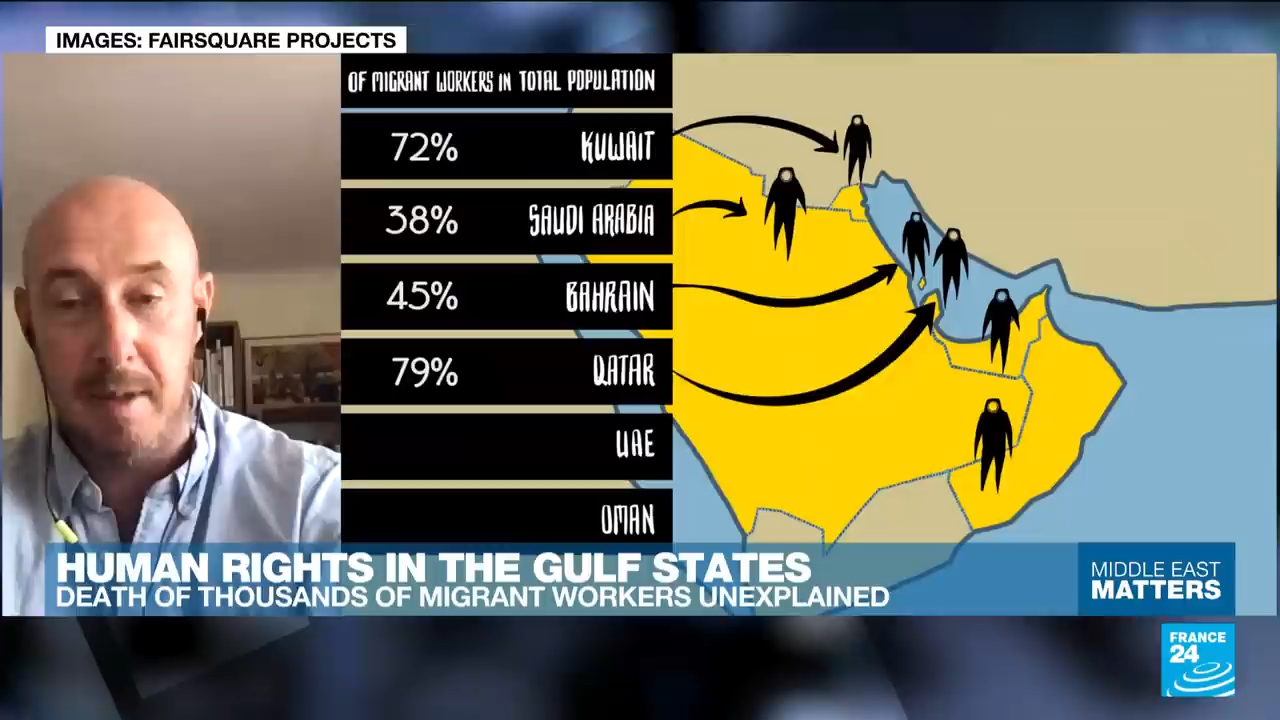 IMAGES: FAIRSQUARE PROJECTS
OF MIGRANT WORKERS IN TOTAL POPULATION
72% KUWAIT
38% SAUDI ARABIA
45% BAHRAIN
79% QATAR
UAE
OMAN
HUMAN RIGHTS IN THE GULF STATES
DEATH OF THOUSANDS OF MIGRANT WORKERS UNEXPLAINED
MIDDLE EAST
MATTERS
FRANCE
24